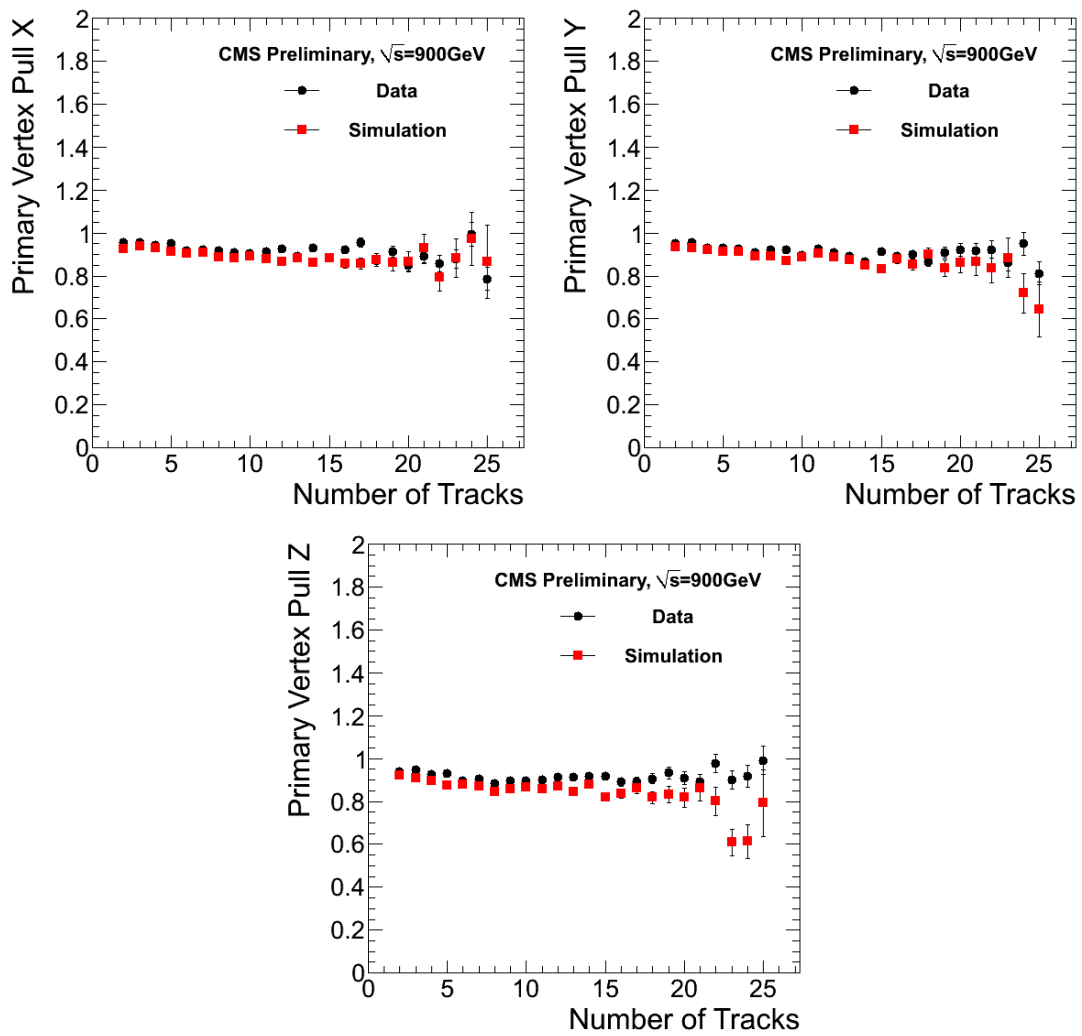 Primary Vertex Pull X
2
1.8
1.6
1.4
1.2
1
0.8
0.6
0.4
0.2
0
CMS Preliminary, √s=900GeV
Data
Simulation
0 5 10 15 20 25
Number of Tracks
Primary Vertex Pull Y
2
1.8
1.6
1.4
1.2
1
0.8
0.6
0.4
0.2
0
CMS Preliminary, √s=900GeV
Data
Simulation
0 5 10 15 20 25
Number of Tracks
Primary Vertex Pull Z
2
1.8
1.6
1.4
1.2
1
0.8
0.6
0.4
0.2
0
CMS Preliminary, √s=900GeV
Data
Simulation
0 5 10 15 20 25
Number of Tracks